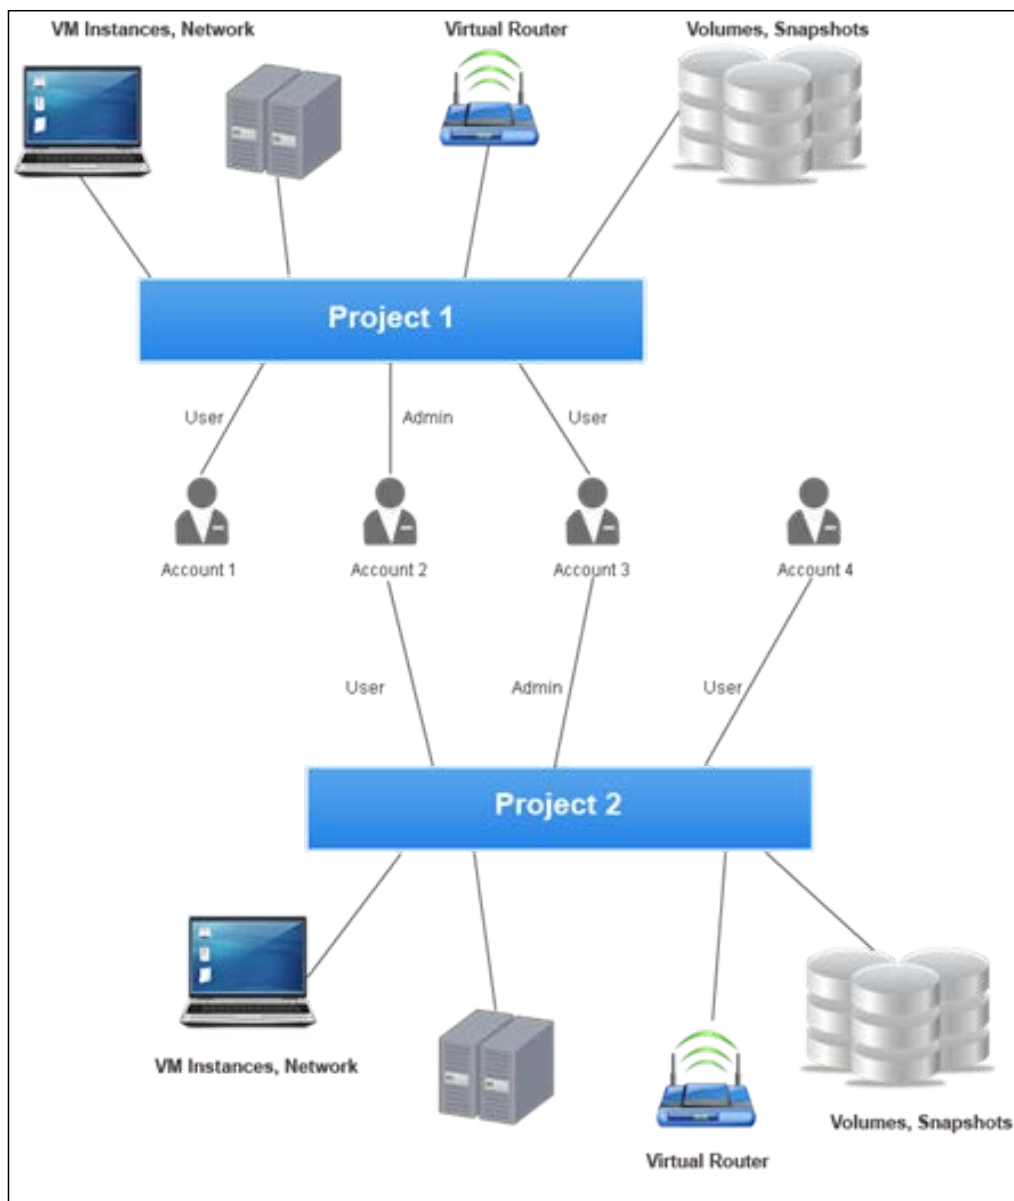 VM Instances, Network
Virtual Router
Volumes, Snapshots
Project 1
User
Admin
User
Account 1
Account 2
Account 3
Account 4
User
Admin
User
Project 2
VM Instances, Network
Volumes, Snapshots
Virtual Router